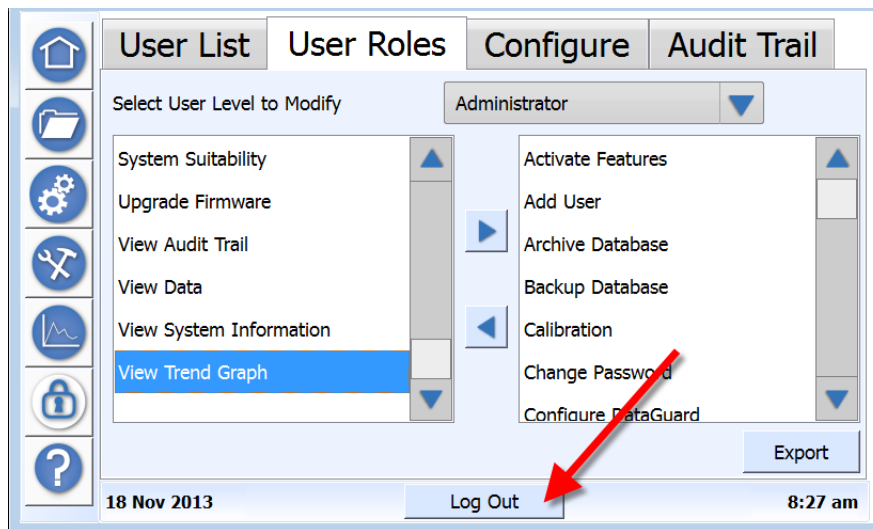 User List User Roles Configure Audit Trail
Select User Level to Modify Administrator
System Suitability
Upgrade Firmware
View Audit Trail
View Data
View System Information
View Trend Graph
Activate Features
Add User
Archive Database
Backup Database
Calibration
Change Password
Configure DataGuard
Export
18 Nov 2013 Log Out 8:27 am